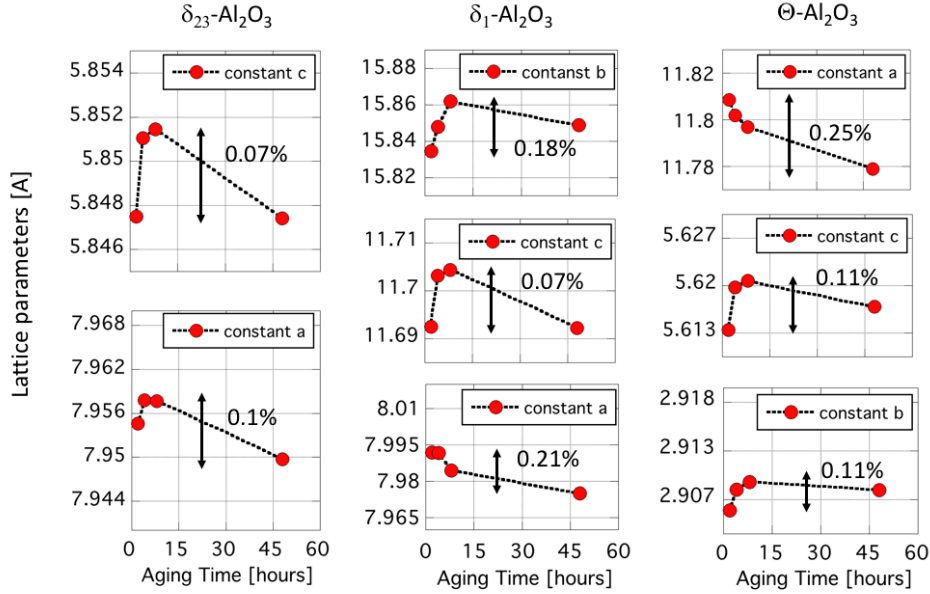 δ23-Al2O3
δ1-Al2O3
Θ-Al2O3
Lattice parameters [A]
5.854
5.852
5.85
5.848
5.846
constant c
0.07%
7.968
7.962
7.956
7.95
7.944
constant a
0.1%
0 15 30 45 60
Aging Time [hours]
15.88
15.86
15.84
15.82
contanst b
0.18%
11.71
11.7
11.69
constant c
0.07%
8.01
7.995
7.98
7.965
constant a
0.21%
0 15 30 45 60
Aging Time [hours]
11.82
11.8
11.78
constant a
0.25%
5.627
5.62
5.613
constant c
0.11%
2.918
2.913
2.907
constant b
0.11%
0 15 30 45 60
Aging Time [hours]